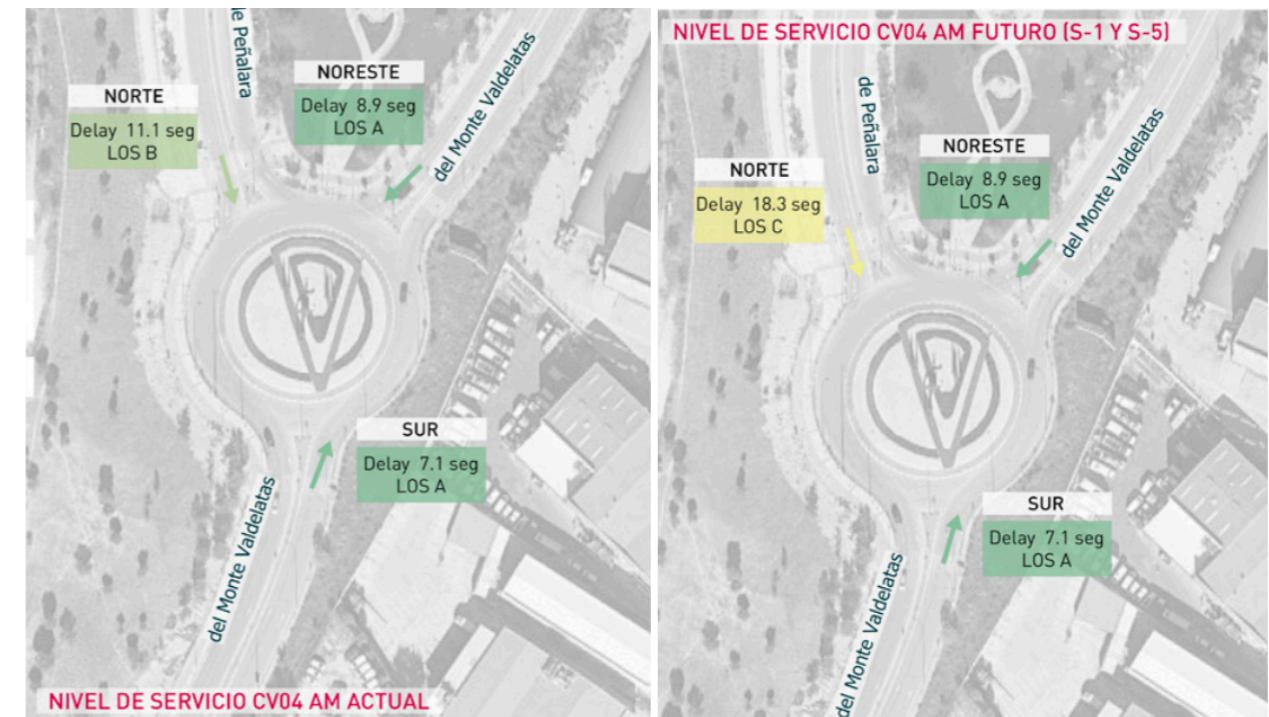 de Peñalara
NORESTE
Delay 8.9 seg
LOS A
NORTE
Delay 11.1 seg
LOS B
del Monte Valdelatas
SUR
Delay 7.1 seg
LOS A
del Monte Valdelatas
NIVEL DE SERVICIO CV04 AM ACTUAL
NIVEL DE SERVICIO CV04 AM FUTURO (S-1 Y S-5)
de Peñalara
NORESTE
Delay 8.9 seg
LOS A
NORTE
Delay 18.3 seg
LOS C
del Monte Valdelatas
SUR
Delay 7.1 seg
LOS A
del Monte Valdelatas